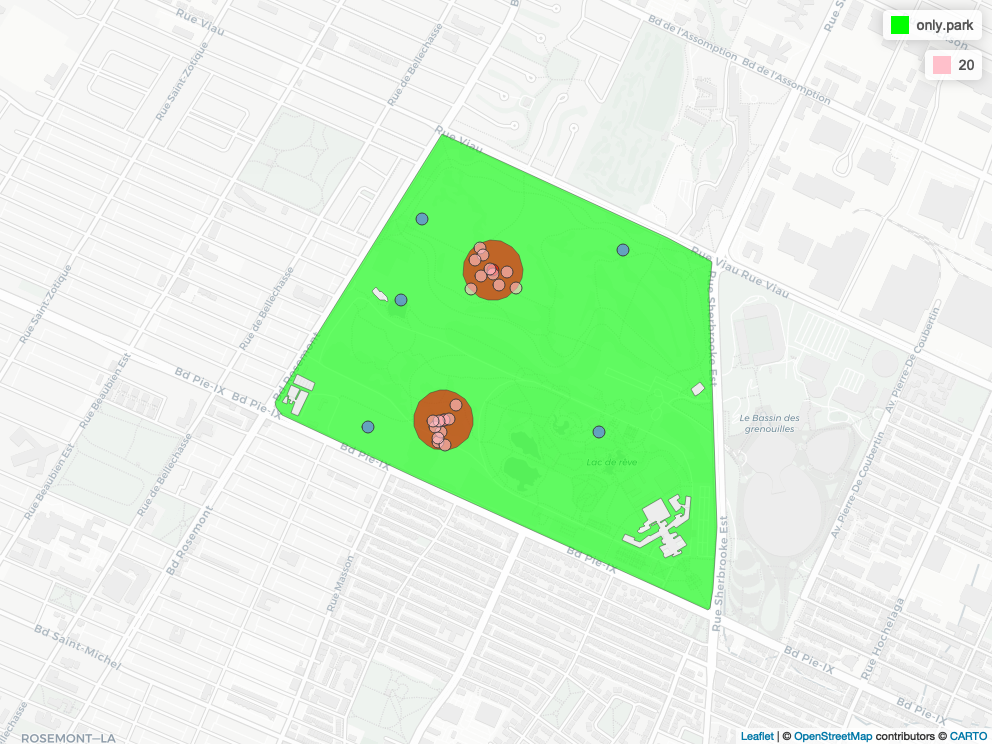 Rue Viau
Bd de l'Assomption Bd de l'Assomption
only.park
20
Rue Saint-Zotique
Rue de Bellechasse
Rue Viau
Rue Viau Rue Viau
Rue Saint-Zotique
Rue de Bellechasse
Rue Sherbrooke Est
Av. Pierre-De Coubertin
Bd Rosemont
Bd Pie-IX Bd Pie-IX
Rue Beaubien Est
Le Bassin des
grenouilles
Bd Pie-IX
Lac de rêve
Rue Beaubien Est
Rue de Bellechasse
Av. Pierre-De Coubertin
Bd Rosemont
Rue Masson
Bd Pie-IX
Rue Sherbrooke Est
Rue Hochelaga
Bd Saint-Michel
Bd Pie-IX
Bd Pie-IX
ROSEMONT—LA
Leaflet | © OpenStreetMap contributors © CARTO